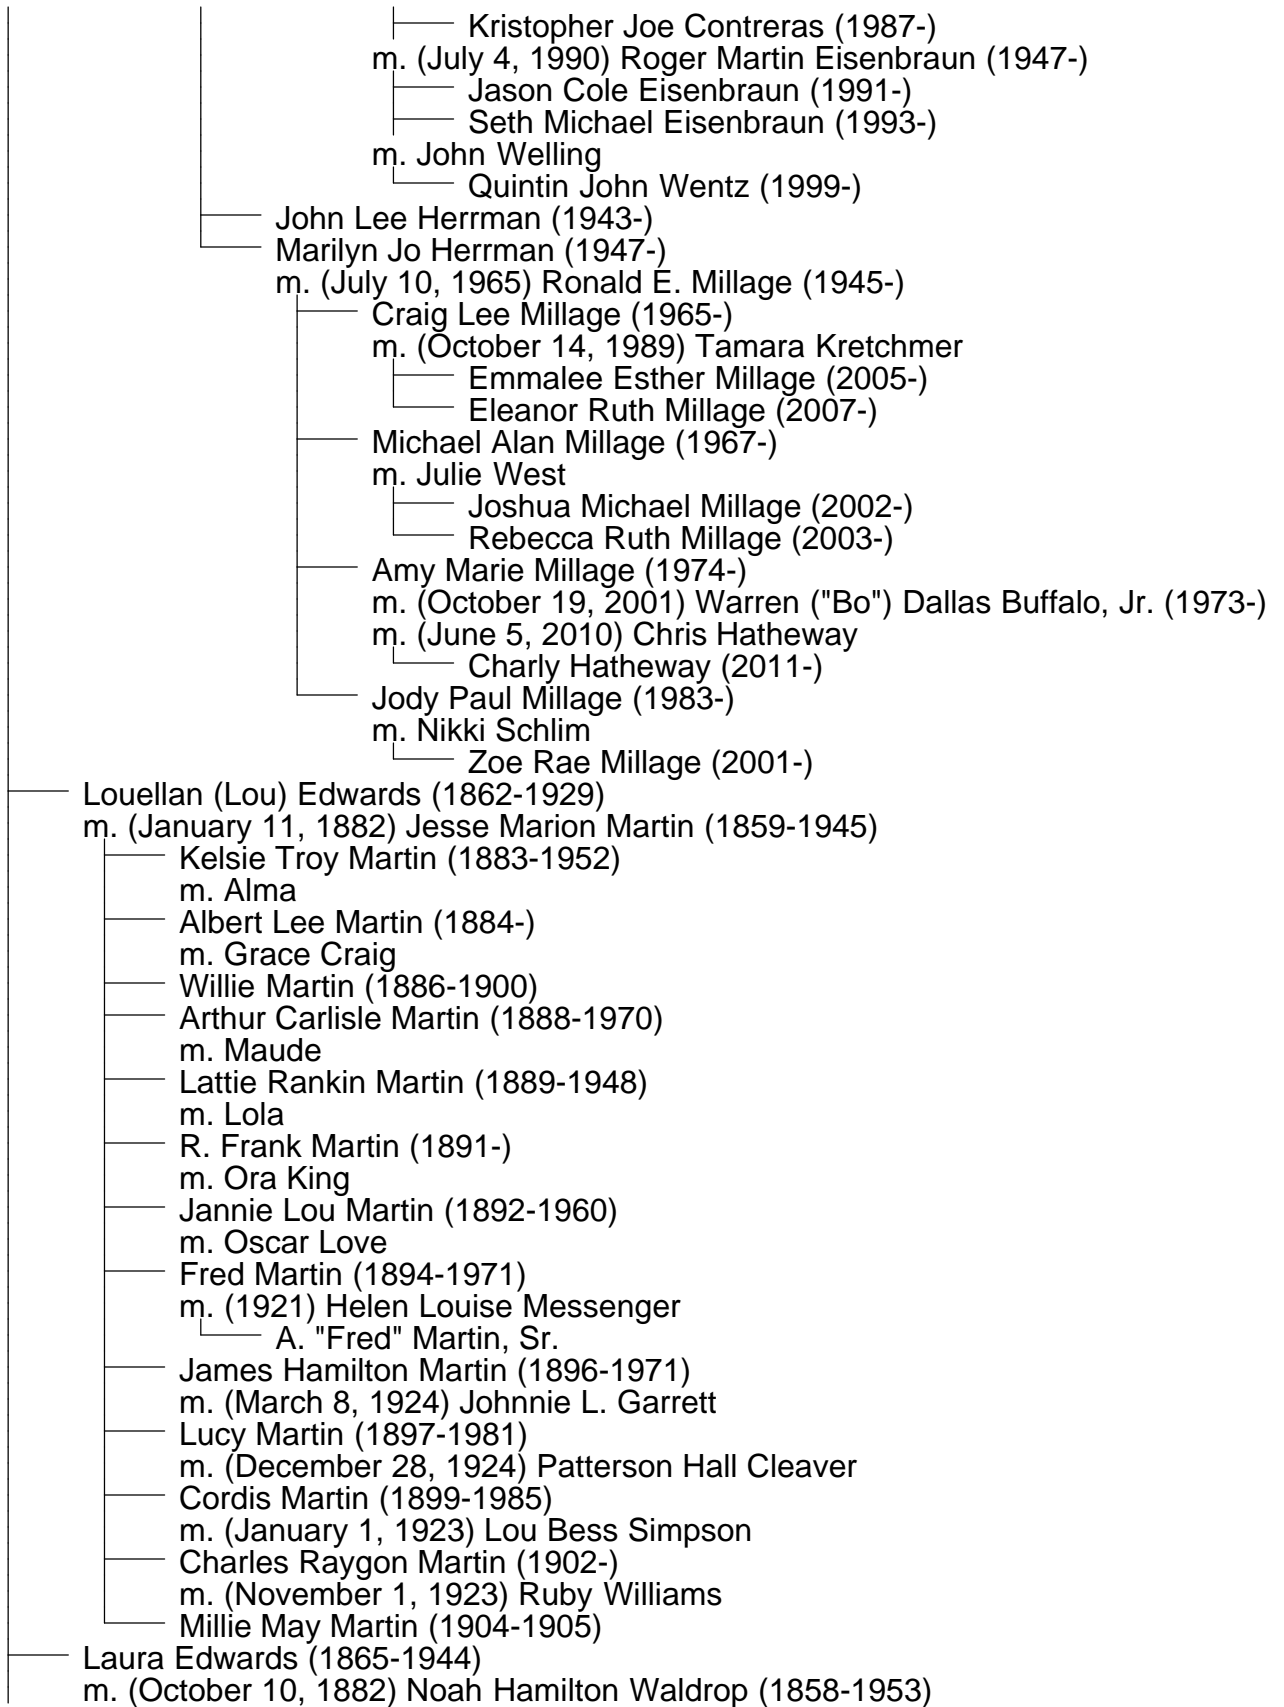 Kristopher Joe Contreras (1987-)
m. (July 4, 1990) Roger Martin Eisenbraun (1947-)
Jason Cole Eisenbraun (1991-)
Seth Michael Eisenbraun (1993-)
m. John Welling
Quintin John Wentz (1999-)
John Lee Herrman (1943-)
Marilyn Jo Herrman (1947-)
m. (July 10, 1965) Ronald E. Millage (1945-)
Craig Lee Millage (1965-)
m. (October 14, 1989) Tamara Kretchmer
Emmalee Esther Millage (2005-)
Eleanor Ruth Millage (2007-)
Michael Alan Millage (1967-)
m. Julie West
Joshua Michael Millage (2002-)
Rebecca Ruth Millage (2003-)
Amy Marie Millage (1974-)
m. (October 19, 2001) Warren ("Bo") Dallas Buffalo, Jr. (1973-)
m. (June 5, 2010) Chris Hatheway
Charly Hatheway (2011-)
Jody Paul Millage (1983-)
m. Nikki Schlim
Zoe Rae Millage (2001-)
Louellan (Lou) Edwards (1862-1929)
m. (January 11, 1882) Jesse Marion Martin (1859-1945)
Kelsie Troy Martin (1883-1952)
m. Alma
Albert Lee Martin (1884-)
m. Grace Craig
Willie Martin (1886-1900)
Arthur Carlisle Martin (1888-1970)
m. Maude
Lattie Rankin Martin (1889-1948)
m. Lola
R. Frank Martin (1891-)
m. Ora King
Jannie Lou Martin (1892-1960)
m. Oscar Love
Fred Martin (1894-1971)
m. (1921) Helen Louise Messenger
A. "Fred" Martin, Sr.
James Hamilton Martin (1896-1971)
m. (March 8, 1924) Johnnie L. Garrett
Lucy Martin (1897-1981)
m. (December 28, 1924) Patterson Hall Cleaver
Cordis Martin (1899-1985)
m. (January 1, 1923) Lou Bess Simpson
Charles Raygon Martin (1902-)
m. (November 1, 1923) Ruby Williams
Millie May Martin (1904-1905)
Laura Edwards (1865-1944)
m. (October 10, 1882) Noah Hamilton Waldrop (1858-1953)